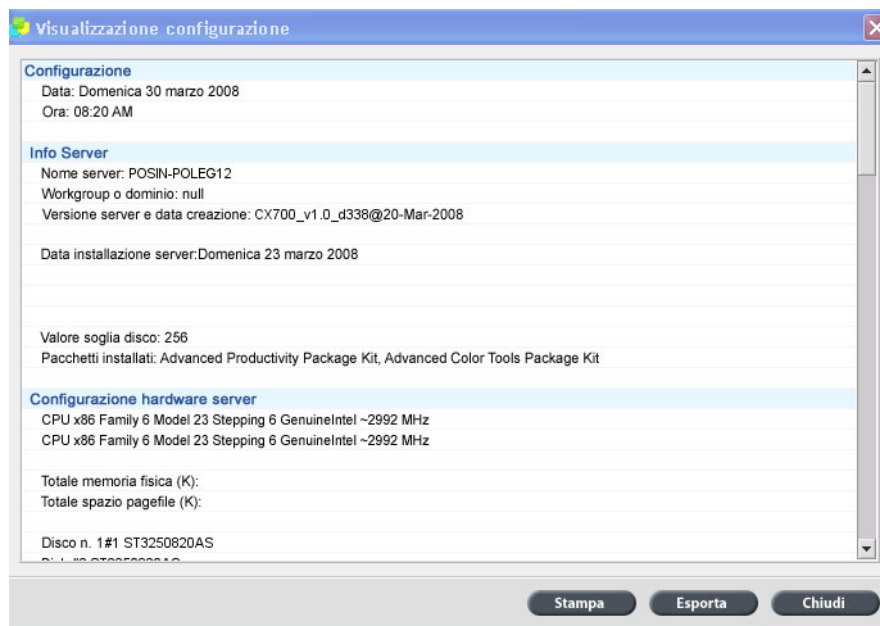 Visualizzazione configurazione
Configurazione
Data: Domenica 30 marzo 2008
Ora: 08:20 AM
Info Server
Nome server: POSIN-POLEG12
Workgroup o dominio: null
Versione server e data creazione: CX700_v1.0_d338@20-Mar-2008
Data installazione server:Domenica 23 marzo 2008
Valore soglia disco: 256
Pacchetti installati: Advanced Productivity Package Kit, Advanced Color Tools Package Kit
Configurazione hardware server
CPU x86 Family 6 Model 23 Stepping 6 GenuineIntel ~2992 MHz
CPU x86 Family 6 Model 23 Stepping 6 GenuineIntel ~2992 MHz
Totale memoria fisica (K):
Totale spazio pagefile (K):
Disco n. 1#1 ST3250820AS
Stampa Esporta Chiudi